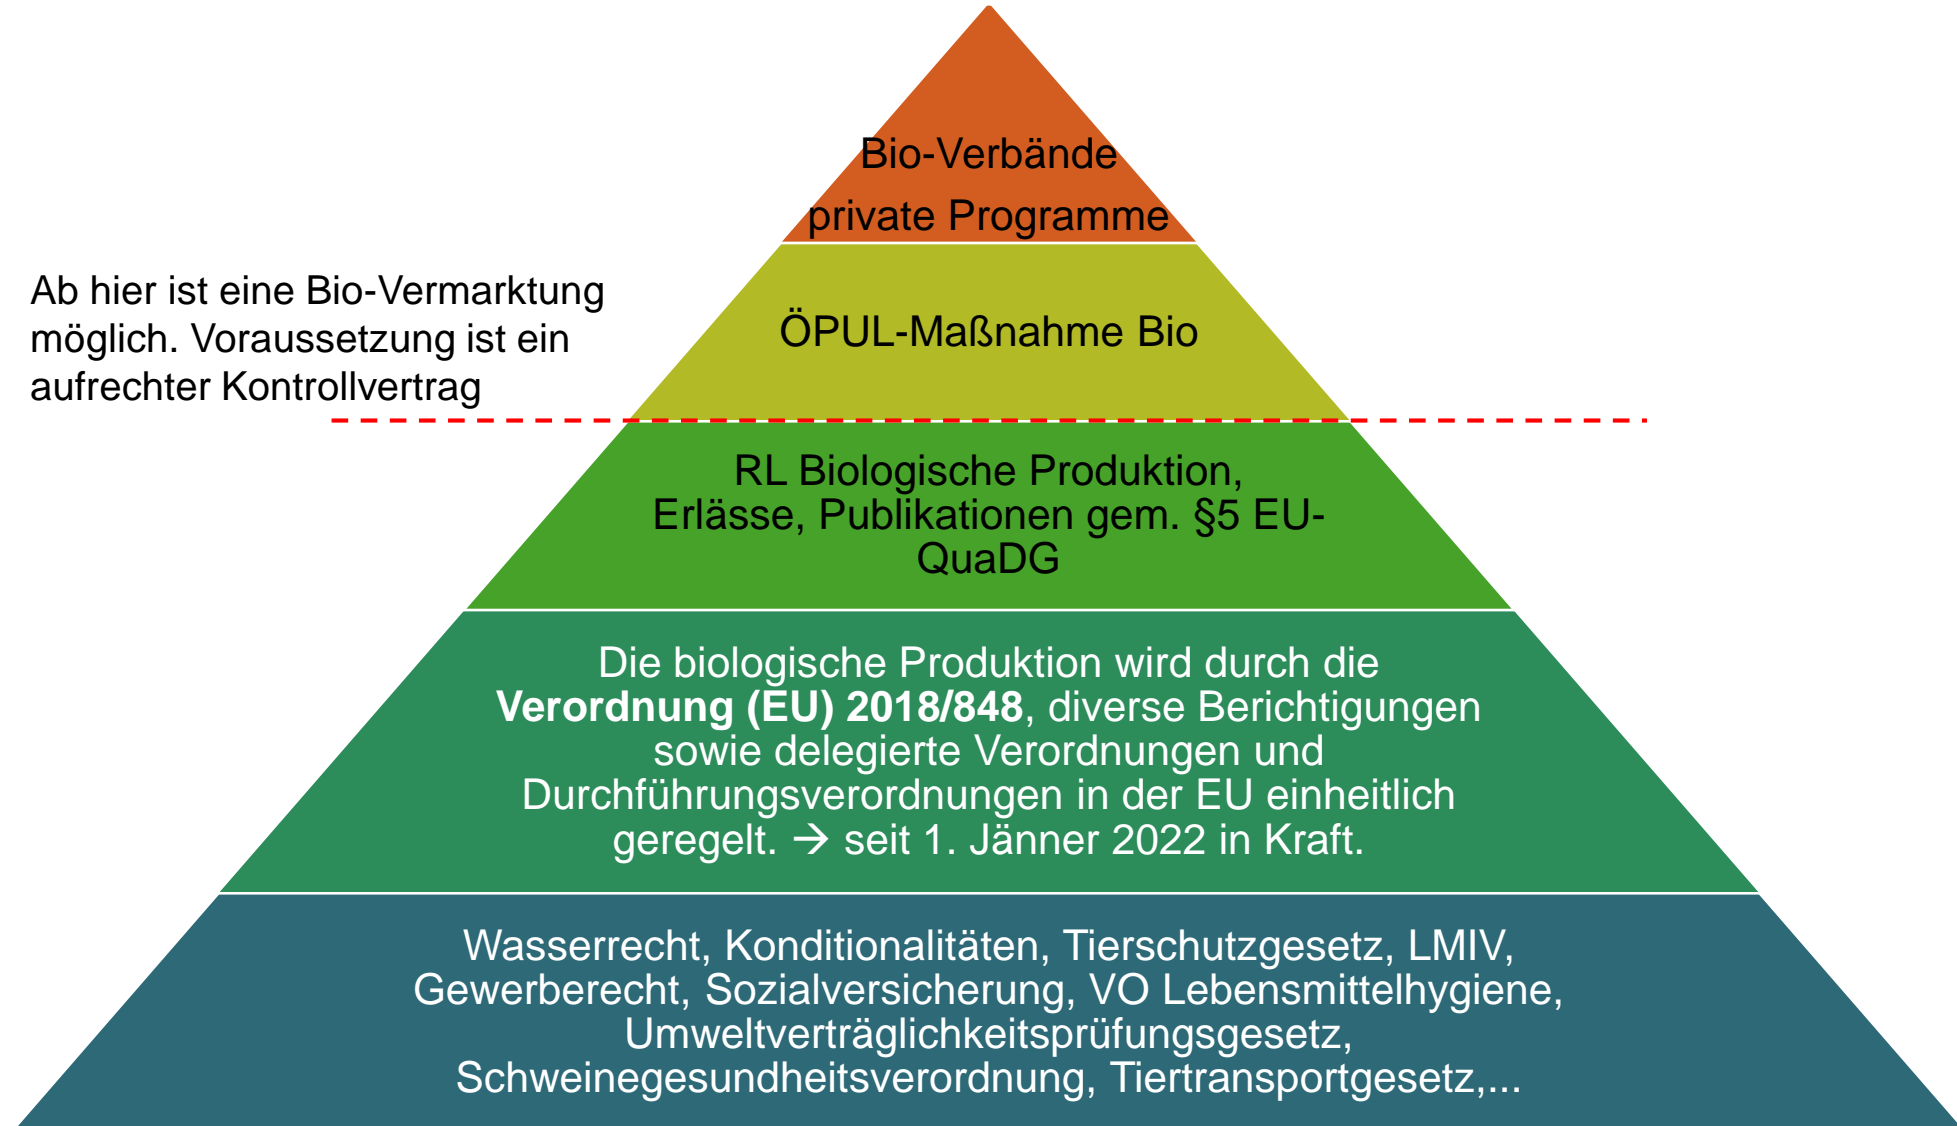 Bio-Verbände
private Programme
Ab hier ist eine Bio-Vermarktung
möglich. Voraussetzung ist ein
aufrechter Kontrollvertrag
ÖPUL-Maßnahme Bio
RL Biologische Produktion,
Erlässe, Publikationen gem. §5 EU-
QuaDG
Die biologische Produktion wird durch die
Verordnung (EU) 2018/848, diverse Berichtigungen
sowie delegierte Verordnungen und
Durchführungsverordnungen in der EU einheitlich
geregelt. → seit 1. Jänner 2022 in Kraft.
Wasserrecht, Konditionalitäten, Tierschutzgesetz, LMIV,
Gewerberecht, Sozialversicherung, VO Lebensmittelhygiene,
Umweltverträglichkeitsprüfungsgesetz,
Schweinegesundheitsverordnung, Tiertransportgesetz,...